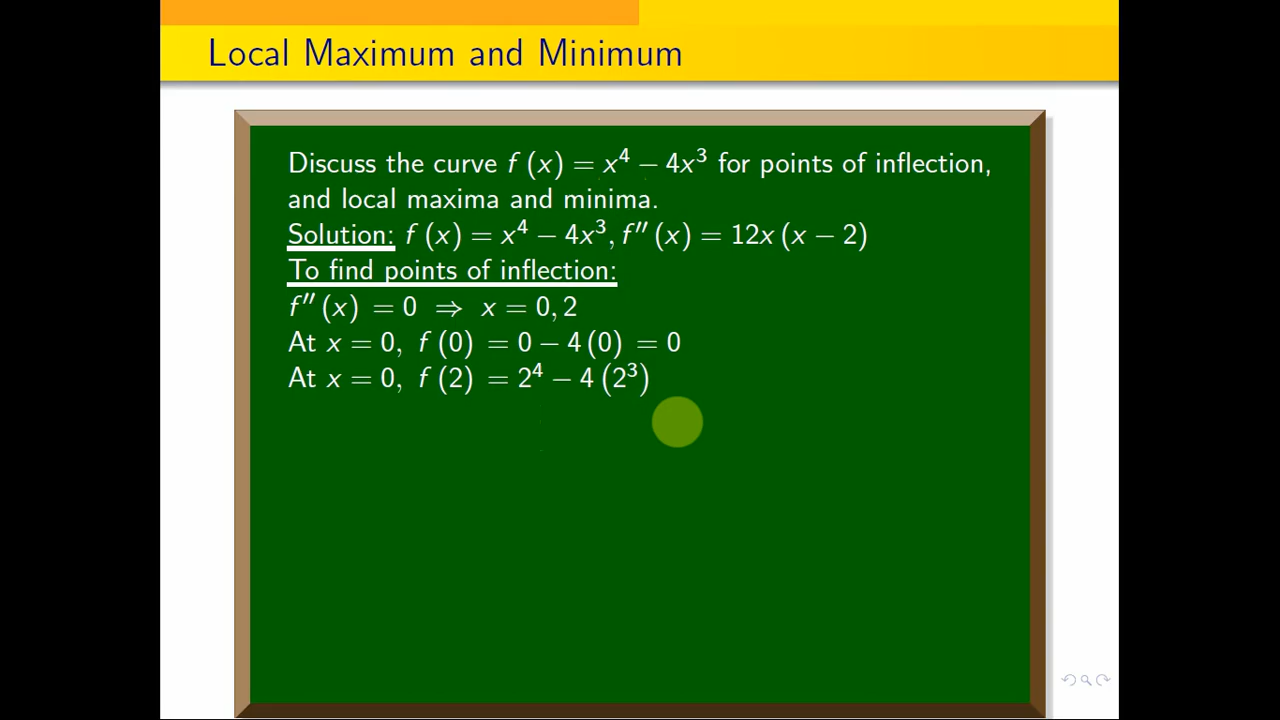 Local Maximum and Minimum
Discuss the curve f (x) = x⁴ − 4x³ for points of inflection,
and local maxima and minima.
Solution: f (x) = x⁴ − 4x³, f″ (x) = 12x (x − 2)
To find points of inflection:
f″ (x) = 0 ⇒ x = 0, 2
At x = 0, f (0) = 0 − 4 (0) = 0
At x = 0, f (2) = 2⁴ − 4 (2³)